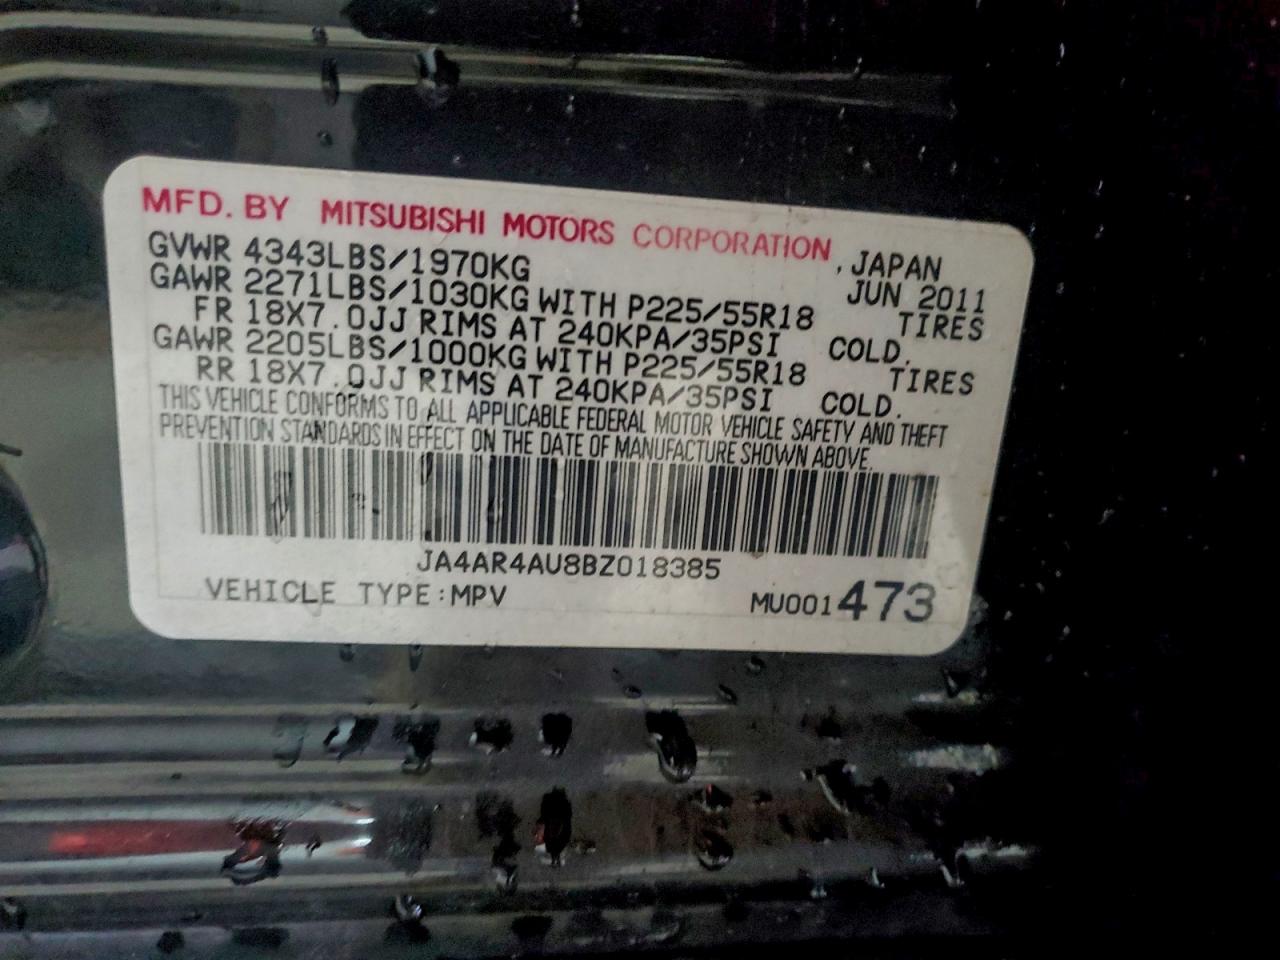 MFD. BY MITSUBISHI MOTORS CORPORATION, JAPAN
GVWR 4343LBS/1970KG JUN 2011
GAWR 2271LBS/1030KG WITH P225/55R18 TIRES
FR 18X7.0JJ RIMS AT 240KPA/35PSI COLD.
GAWR 2205LBS/1000KG WITH P225/55R18 TIRES
RR 18X7.0JJ RIMS AT 240KPA/35PSI COLD.
THIS VEHICLE CONFORMS TO ALL APPLICABLE FEDERAL MOTOR VEHICLE SAFETY AND THEFT
PREVENTION STANDARDS IN EFFECT ON THE DATE OF MANUFACTURE SHOWN ABOVE.
JA4AR4AU8BZ018385
VEHICLE TYPE:MPV MU001473